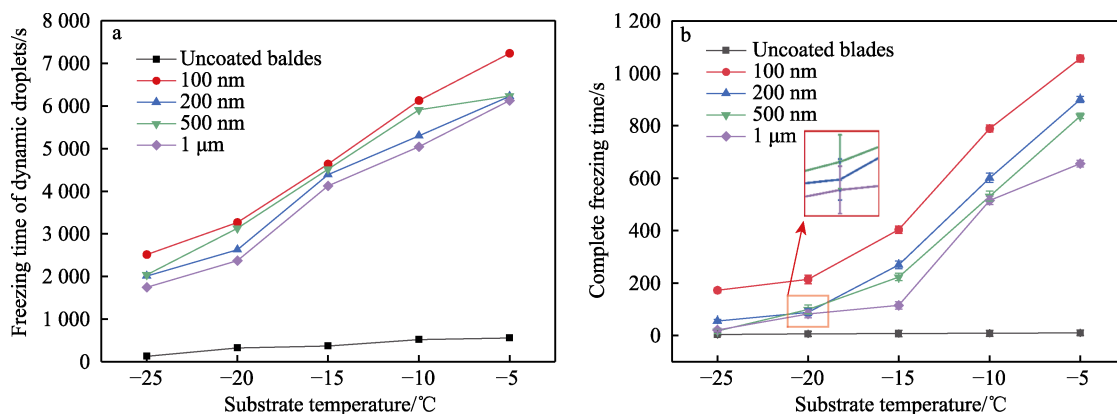 a
Uncoated baldes
100 nm
200 nm
500 nm
1 μm
8 000
7 000
6 000
5 000
4 000
3 000
2 000
1 000
0
Freezing time of dynamic droplets/s
−25 −20 −15 −10 −5
Substrate temperature/℃
b
Uncoated blades
100 nm
200 nm
500 nm
1 μm
1 200
1 000
800
600
400
200
0
Complete freezing time/s
−25 −20 −15 −10 −5
Substrate temperature/℃